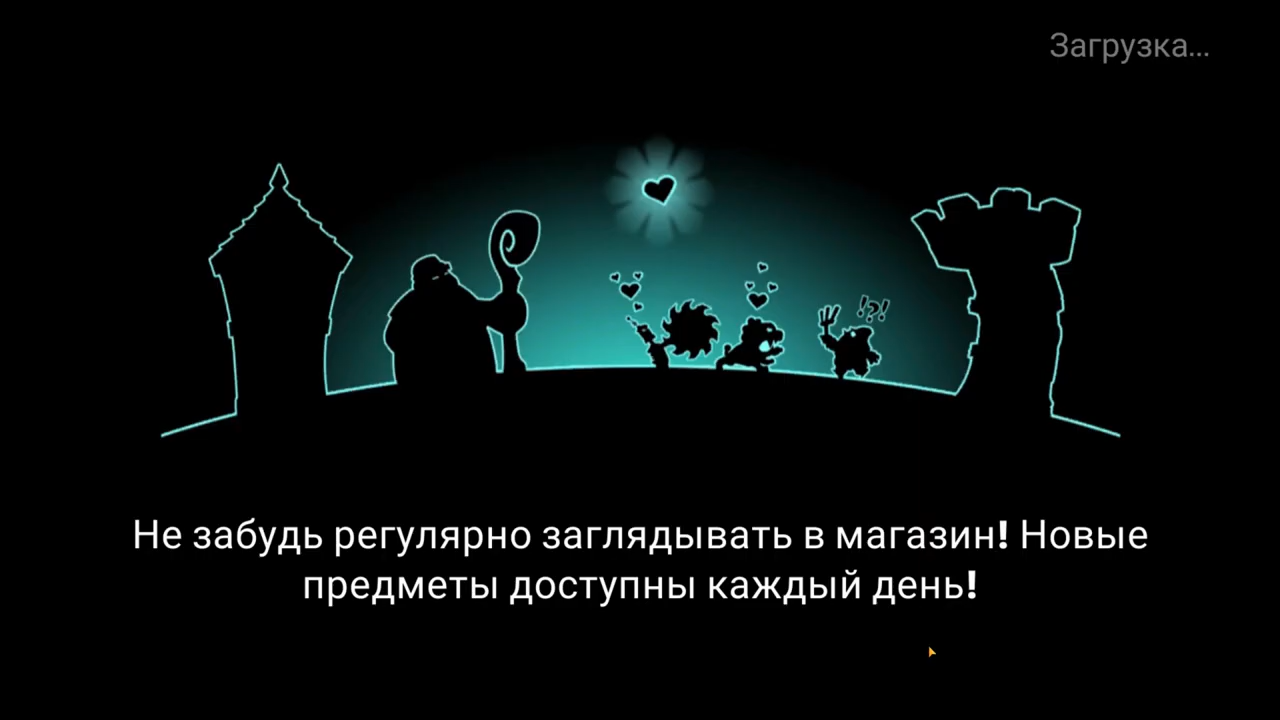 Загрузка...
!?!
Не забудь регулярно заглядывать в магазин! Новые
предметы доступны каждый день!